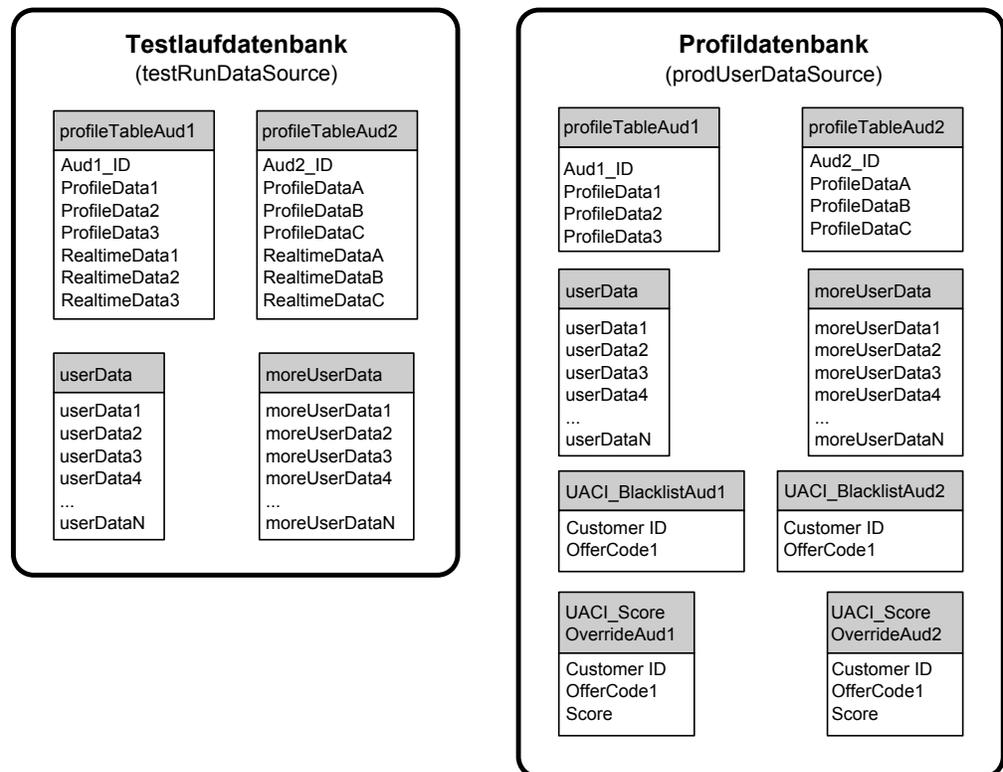 Testlaufdatenbank
(testRunDataSource)
profileTableAud1
Aud1_ID
ProfileData1
ProfileData2
ProfileData3
RealtimeData1
RealtimeData2
RealtimeData3
profileTableAud2
Aud2_ID
ProfileDataA
ProfileDataB
ProfileDataC
RealtimeDataA
RealtimeDataB
RealtimeDataC
userData
userData1
userData2
userData3
userData4
...
userDataN
moreUserData
moreUserData1
moreUserData2
moreUserData3
moreUserData4
...
moreUserDataN
Profildatenbank
(prodUserDataSource)
profileTableAud1
Aud1_ID
ProfileData1
ProfileData2
ProfileData3
profileTableAud2
Aud2_ID
ProfileDataA
ProfileDataB
ProfileDataC
userData
userData1
userData2
userData3
userData4
...
userDataN
moreUserData
moreUserData1
moreUserData2
moreUserData3
moreUserData4
...
moreUserDataN
UACI_BlacklistAud1
Customer ID
OfferCode1
UACI_BlacklistAud2
Customer ID
OfferCode1
UACI_Score
OverrideAud1
Customer ID
OfferCode1
Score
UACI_Score
OverrideAud2
Customer ID
OfferCode1
Score